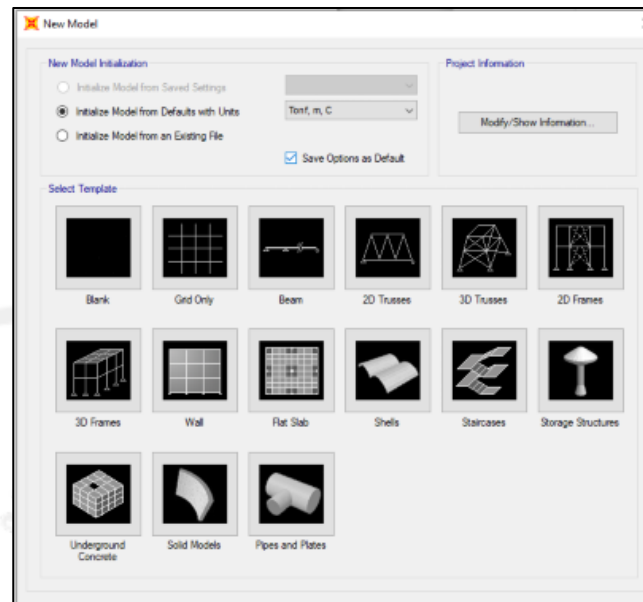 New Model
New Model Initialization
Project Information
Initialize Model from Saved Settings
Initialize Model from Defaults with Units
Tonf, m, C
Modify/Show Information...
Initialize Model from an Existing File
Save Options as Default
Select Template
Blank
Grid Only
Beam
2D Trusses
3D Trusses
2D Frames
3D Frames
Wall
Flat Slab
Shells
Staircases
Storage Structures
Underground
Concrete
Solid Models
Pipes and Plates